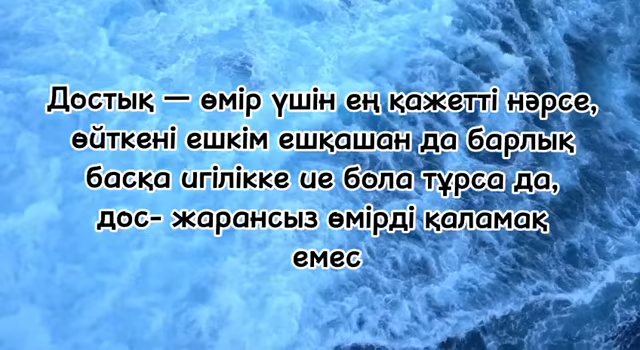 Достық — өмір үшін ең қажетті нәрсе,
өйткені ешкім ешқашан да барлық
басқа игілікке ие бола тұрса да,
дос- жарансыз өмірді қаламақ
емес